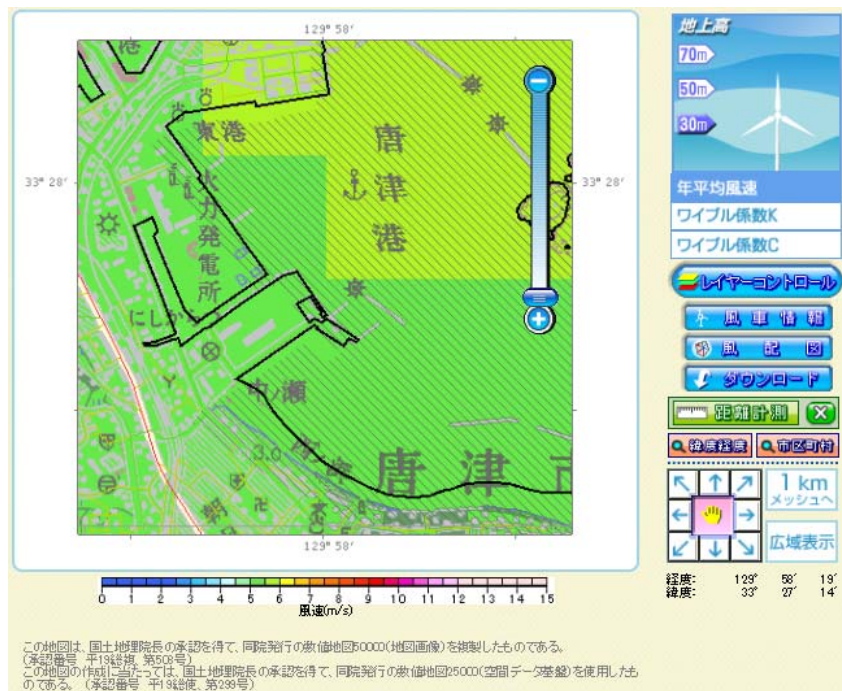 129° 58′
地上高
70m
50m
30m
港
東港
唐津港
火力発電所
33° 28′
33° 28′
年平均風速
ワイブル係数K
ワイブル係数C
レイヤーコントロール
風車情報
風配図
ダウンロード
距離計測
緯度経度
市区町村
にしからつ
中ノ瀬
3.0
唐津市
1 km
メッシュへ
広域表示
129° 58′
経度: 129° 58′ 19″
緯度: 33° 27′ 14″
0 1 2 3 4 5 6 7 8 9 10 11 12 13 14 15
風速(m/s)
この地図は、国土地理院長の承認を得て、同院発行の数値地図50000(地図画像)を複製したものである。
(承認番号 平19総複、第508号)
この地図の作成に当たっては、国土地理院長の承認を得て、同院発行の数値地図25000(空間データ基盤)を使用したも
のである。 (承認番号 平19総使、第299号)